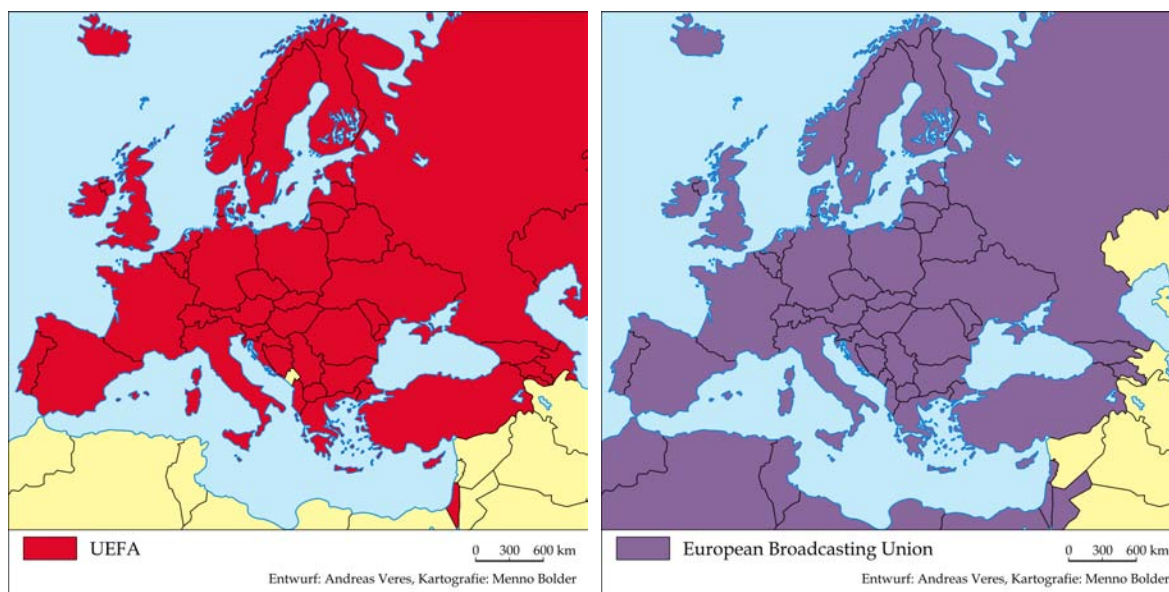 UEFA
0 300 600 km
Entwurf: Andreas Veres, Kartografie: Menno Bolder
European Broadcasting Union
0 300 600 km
Entwurf: Andreas Veres, Kartografie: Menno Bolder